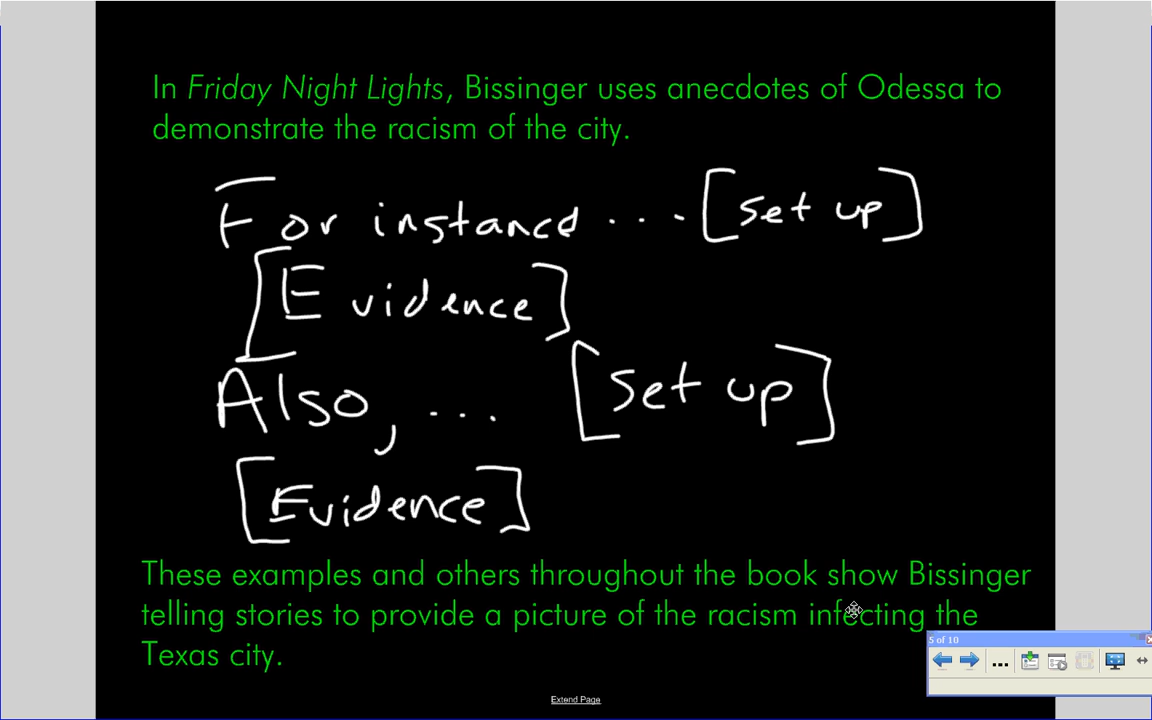 In Friday Night Lights, Bissinger uses anecdotes of Odessa to
demonstrate the racism of the city.
For instance ... [set up]
[Evidence]
Also, ... [set up]
[Evidence]
These examples and others throughout the book show Bissinger
telling stories to provide a picture of the racism infecting the
Texas city.
5 of 10
...
Extend Page